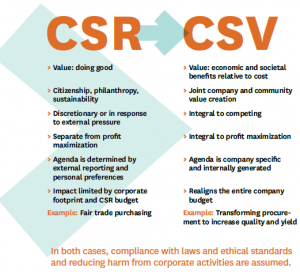 CSR CSV
> Value: doing good
> Value: economic and societal
benefits relative to cost
> Citizenship, philanthropy,
sustainability
> Joint company and community
value creation
> Discretionary or in response
to external pressure
> Integral to competing
> Separate from profit
maximization
> Integral to profit maximization
> Agenda is determined by
external reporting and
personal preferences
> Agenda is company specific
and internally generated
> Impact limited by corporate
footprint and CSR budget
> Realigns the entire company
budget
Example: Fair trade purchasing
Example: Transforming procure-
ment to increase quality and yield
In both cases, compliance with laws and ethical standards
and reducing harm from corporate activities are assumed.